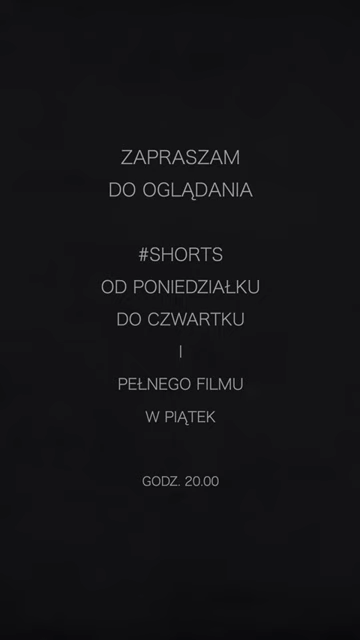 ZAPRASZAM
DO OGLĄDANIA
#SHORTS
OD PONIEDZIAŁKU
DO CZWARTKU
I
PEŁNEGO FILMU
W PIĄTEK
GODZ. 20.00